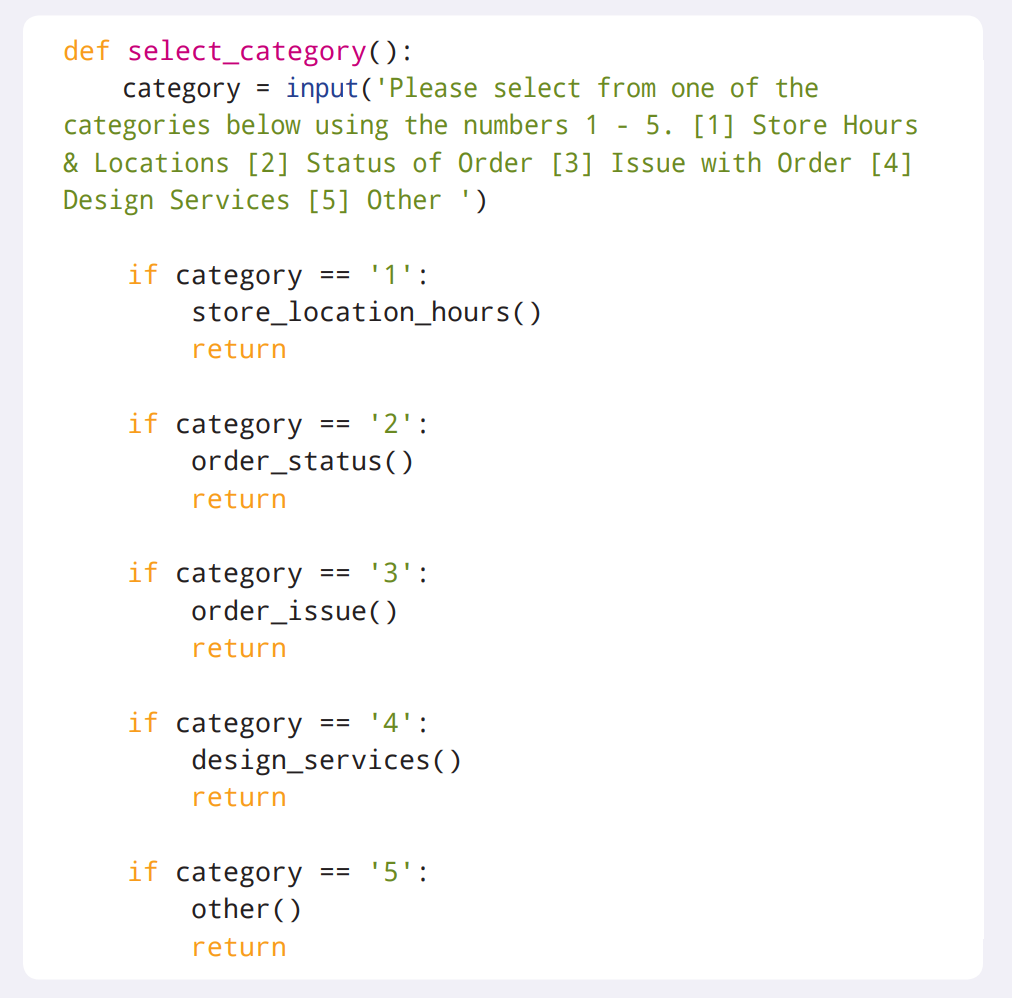 def select_category():
    category = input('Please select from one of the
categories below using the numbers 1 - 5. [1] Store Hours
& Locations [2] Status of Order [3] Issue with Order [4]
Design Services [5] Other ')

    if category == '1':
        store_location_hours()
        return

    if category == '2':
        order_status()
        return

    if category == '3':
        order_issue()
        return

    if category == '4':
        design_services()
        return

    if category == '5':
        other()
        return